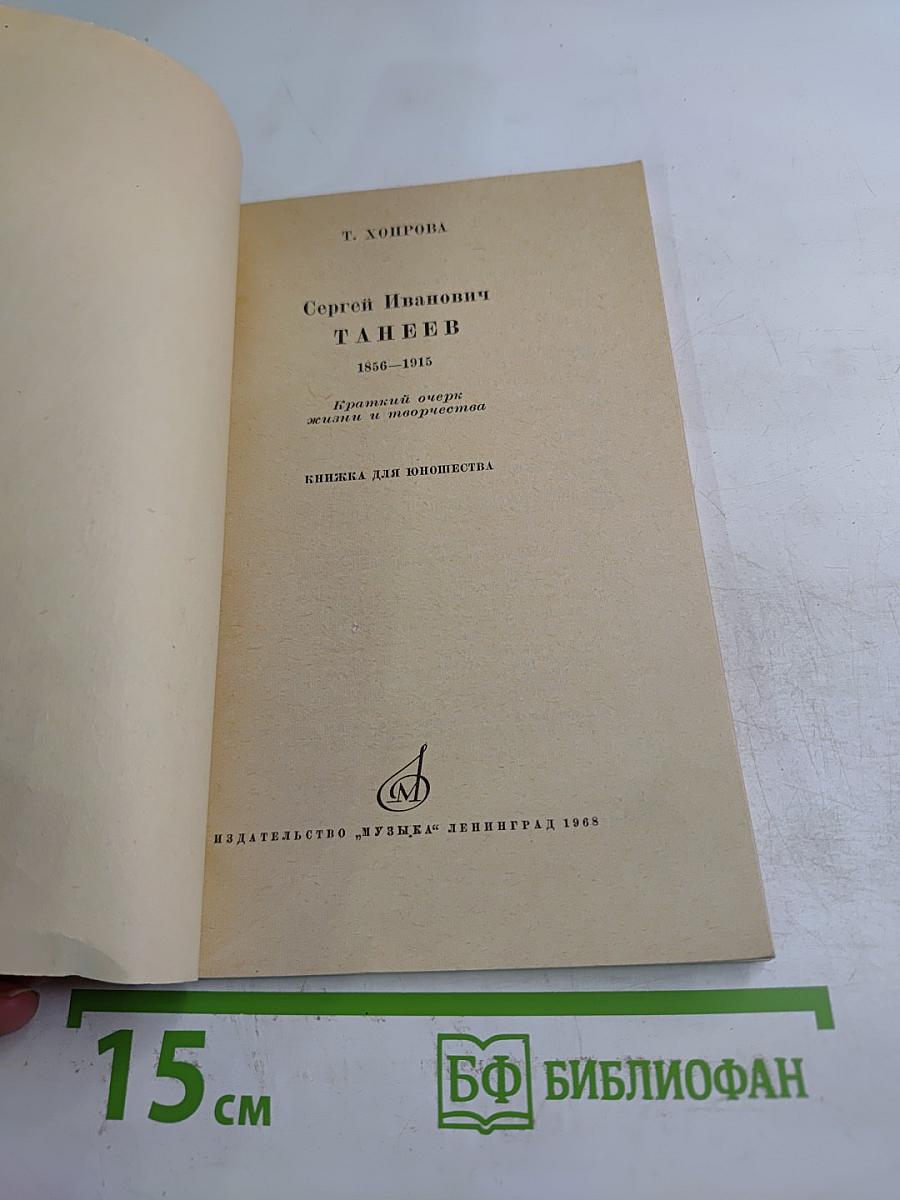 Т. ХОПРОВА
Сергей Иванович
ТАНЕЕВ
1856—1915
Краткий очерк
жизни и творчества
КНИЖКА ДЛЯ ЮНОШЕСТВА
М
ИЗДАТЕЛЬСТВО „МУЗЫКА“ ЛЕНИНГРАД 1968
15 см
БФ БИБЛИОФАН